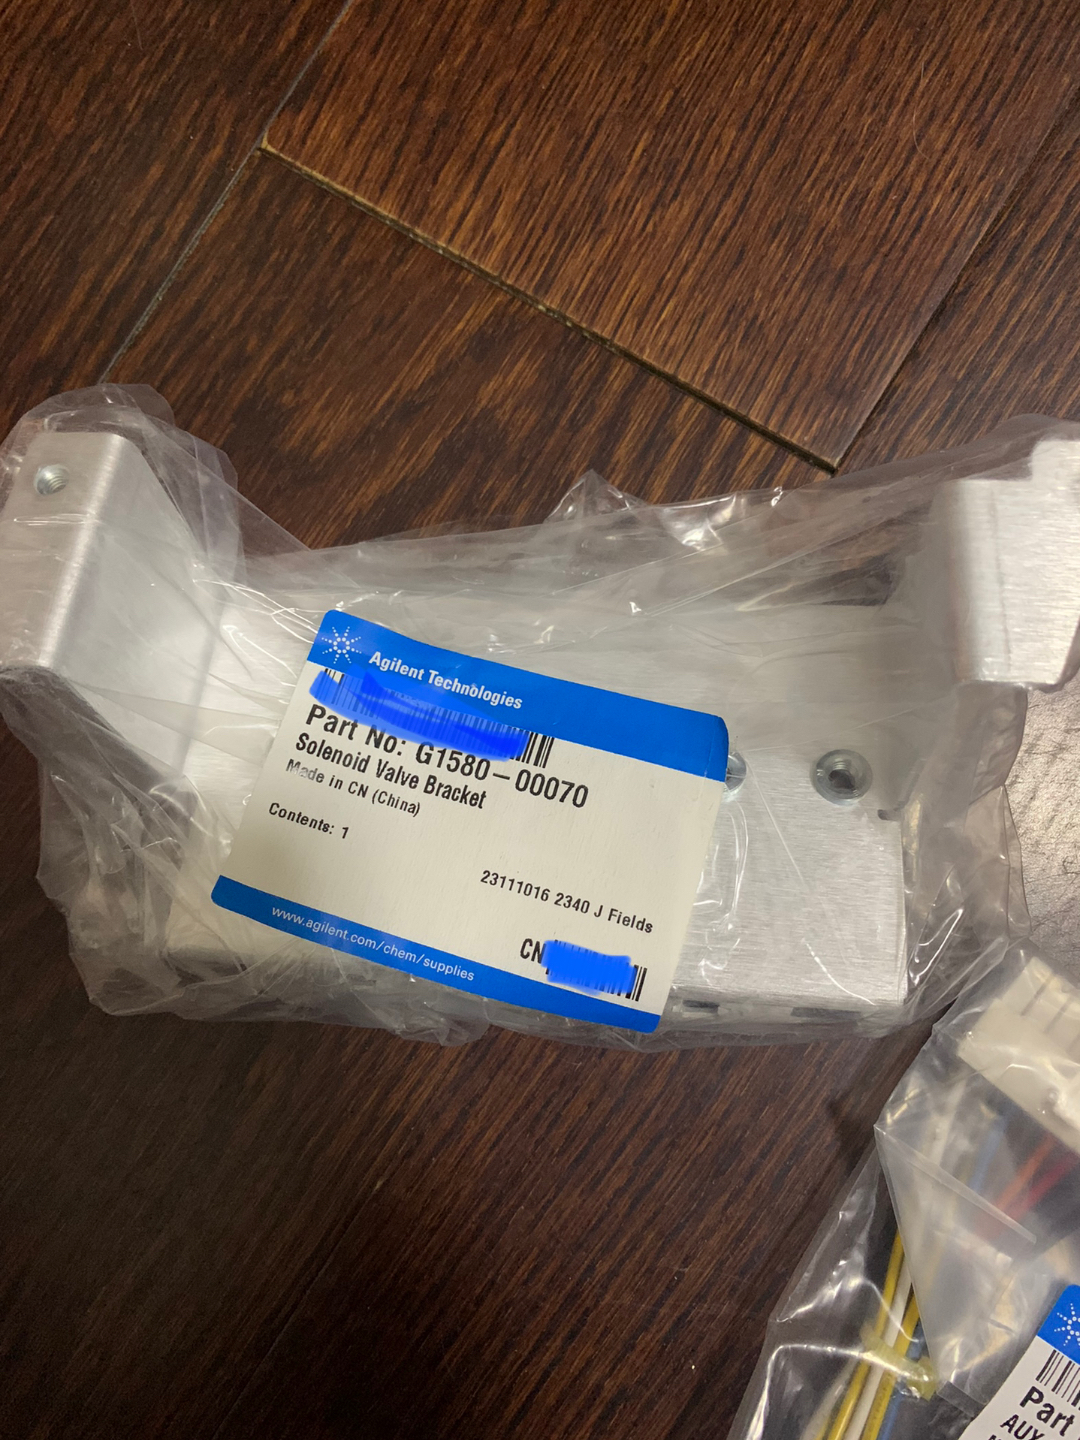 Agilent Technologies
Part No: G1580-00070
Solenoid Valve Bracket
Made in CN (China)
Contents: 1
23111016 2340 J Fields
CN
www.agilent.com/chem/supplies
Part
AUX